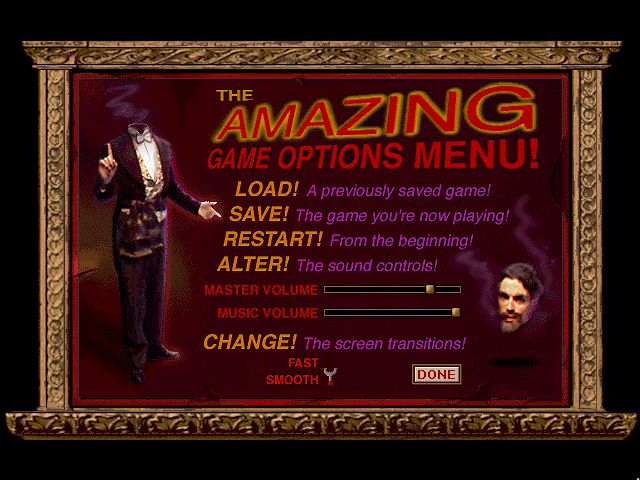 THE
AMAZING
GAME OPTIONS MENU!
LOAD! A previously saved game!
SAVE! The game you're now playing!
RESTART! From the beginning!
ALTER! The sound controls!
MASTER VOLUME
MUSIC VOLUME
CHANGE! The screen transitions!
FAST
SMOOTH
DONE